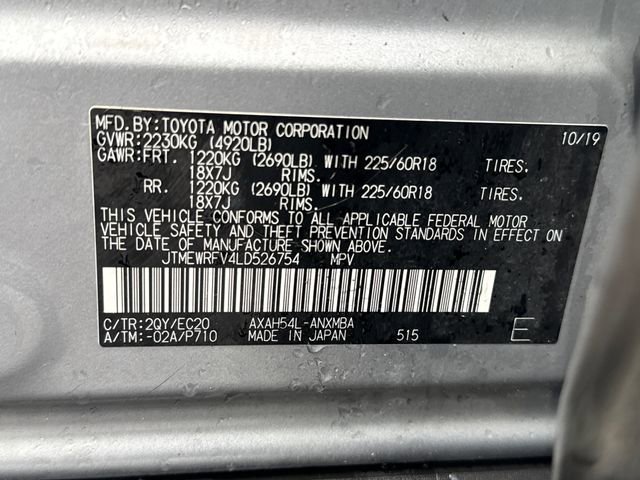 MFD.BY:TOYOTA MOTOR CORPORATION 10/19
GVWR:2230KG (4920LB)
GAWR:FRT. 1220KG (2690LB) WITH 225/60R18 TIRES.
18X7J RIMS.
RR. 1220KG (2690LB) WITH 225/60R18 TIRES.
18X7J RIMS.
THIS VEHICLE CONFORMS TO ALL APPLICABLE FEDERAL MOTOR
VEHICLE SAFETY AND THEFT PREVENTION STANDARDS IN EFFECT ON
THE DATE OF MANUFACTURE SHOWN ABOVE.
JTMEWRFV4LD526754 MPV
C/TR:2QY/EC20 AXAH54L-ANXMBA
A/TM:-02A/P710 MADE IN JAPAN 515 E